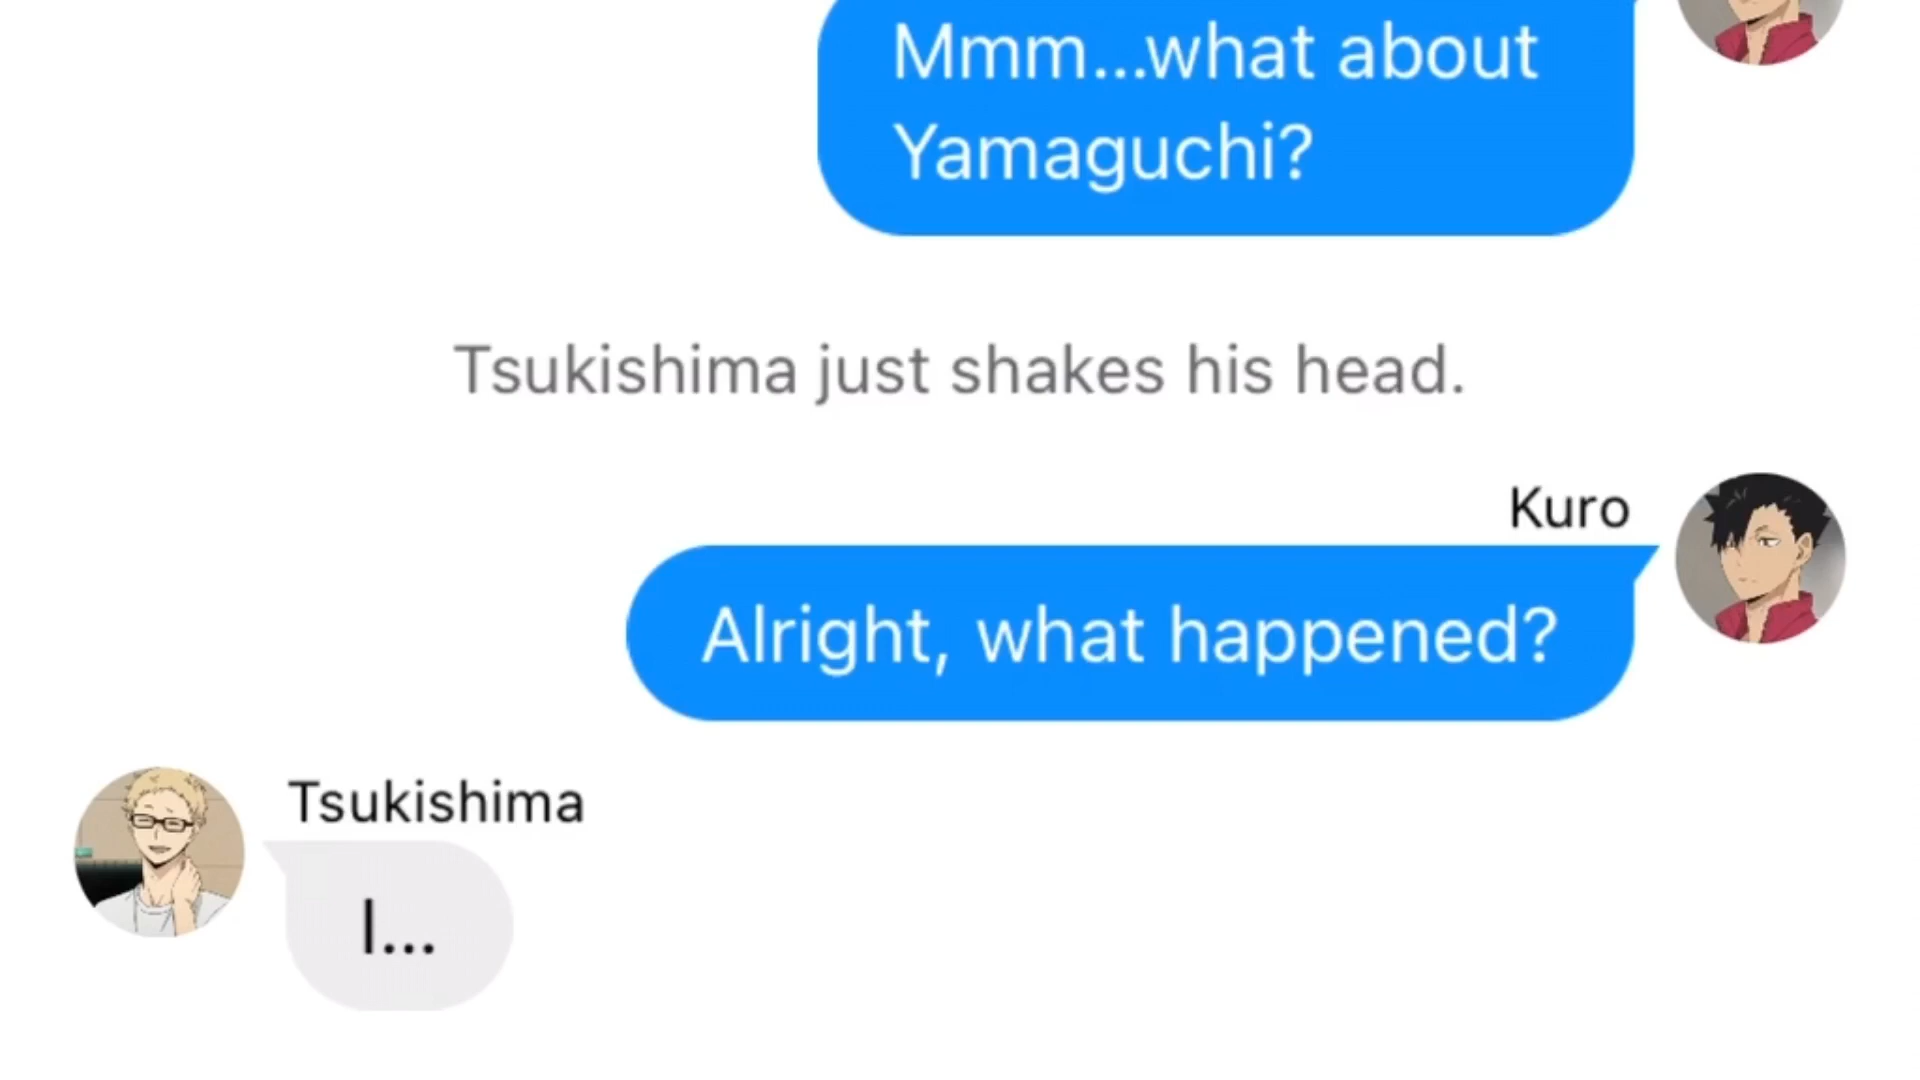 Mmm...what about
Yamaguchi?
Tsukishima just shakes his head.
Kuro
Alright, what happened?
Tsukishima
I...